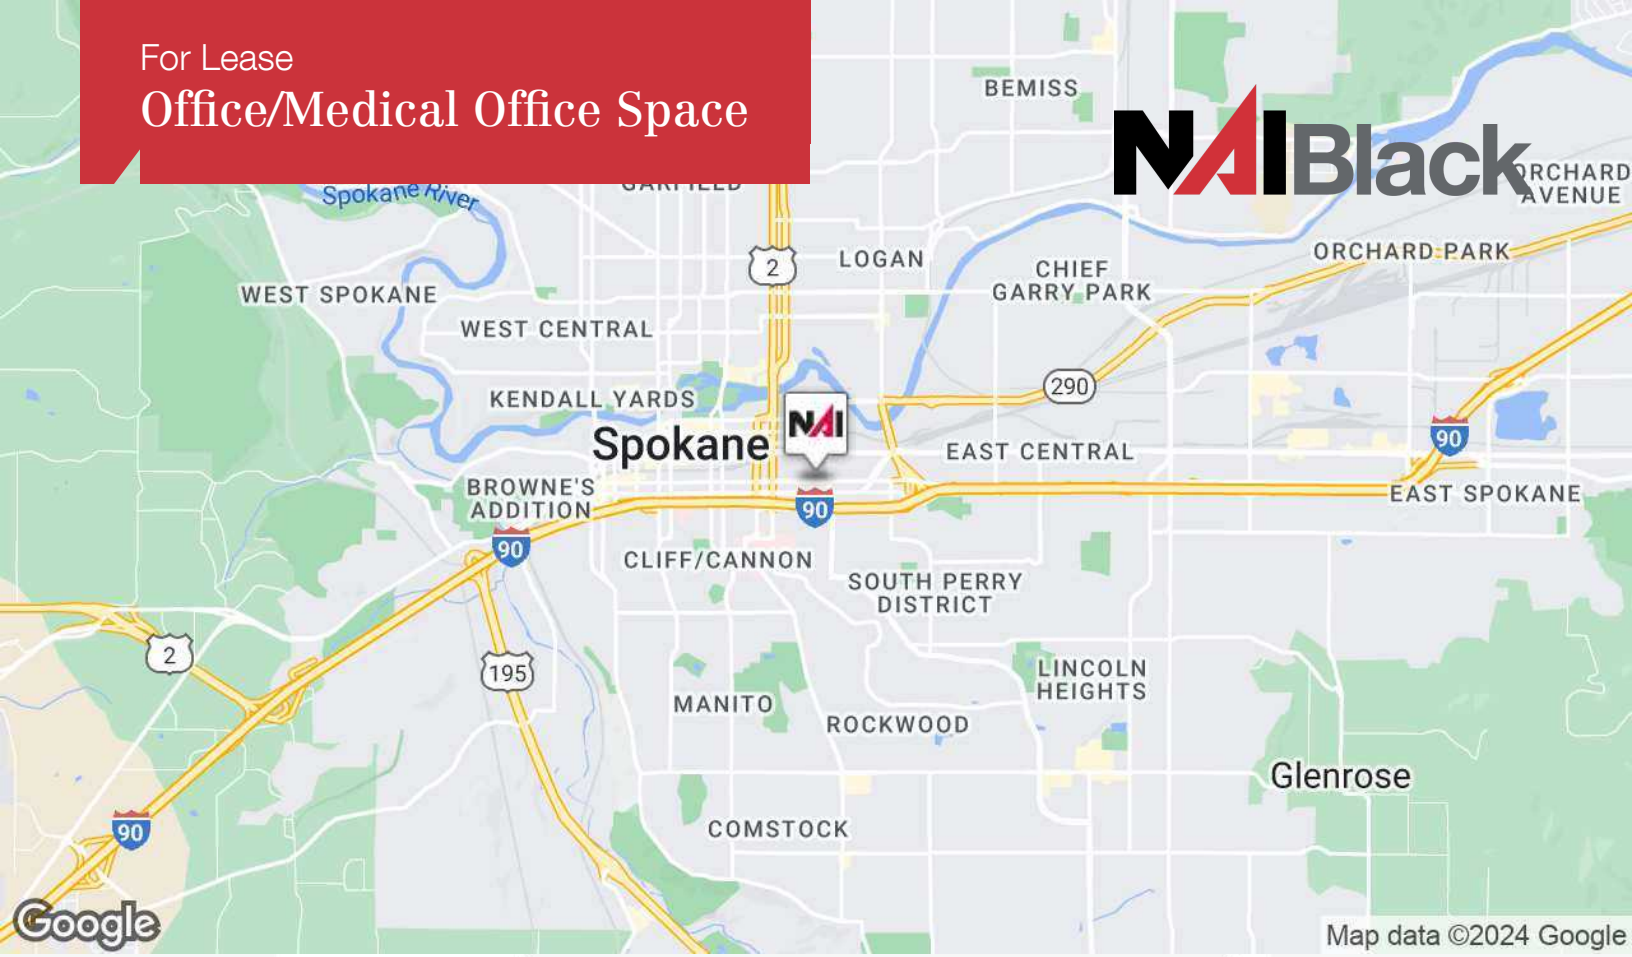 For Lease
Office/Medical Office Space
NAIBlack
BEMISS
ORCHARD
AVENUE
GARFIELD
Spokane River
2
LOGAN
ORCHARD PARK
CHIEF
GARRY PARK
WEST SPOKANE
WEST CENTRAL
290
KENDALL YARDS
NAI
Spokane
90
EAST CENTRAL
BROWNE'S
ADDITION
EAST SPOKANE
90
90
CLIFF/CANNON
SOUTH PERRY
DISTRICT
2
195
LINCOLN
HEIGHTS
MANITO
ROCKWOOD
Glenrose
90
COMSTOCK
Google
Map data ©2024 Google